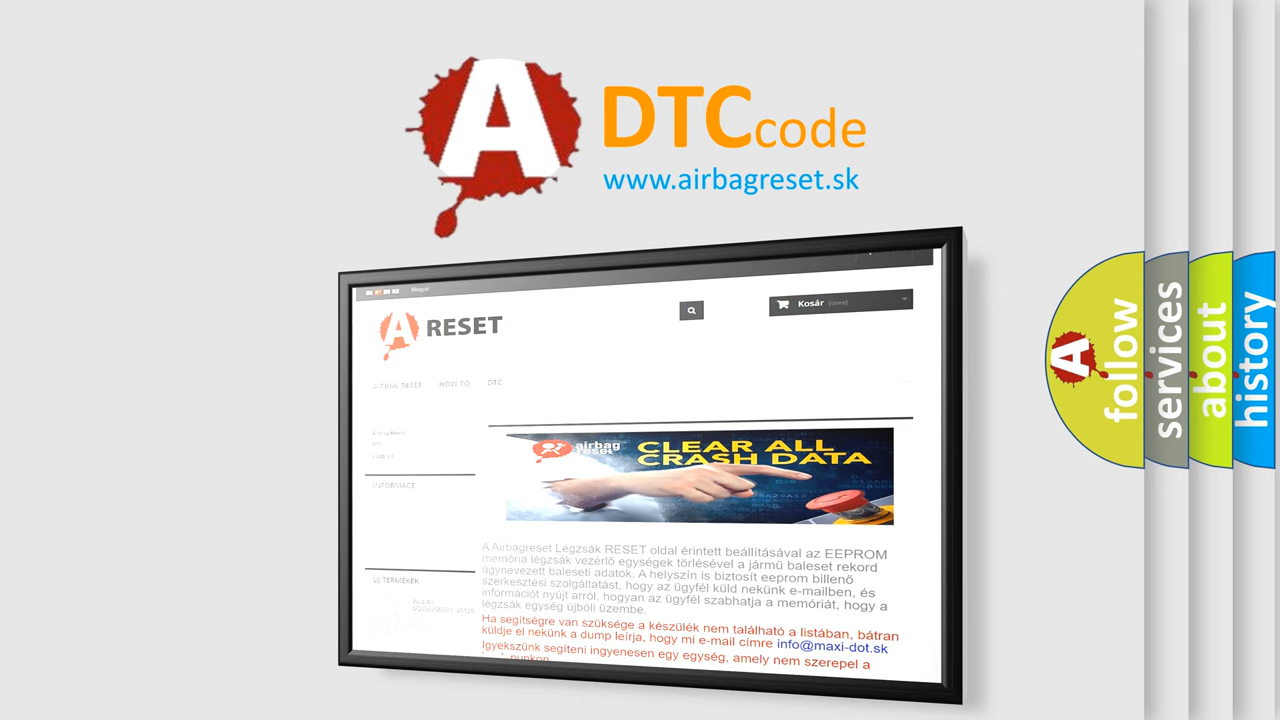 A DTCcode
www.airbagreset.sk
Magyar
A RESET
Kosár (üres)
AIRBAG RESET HOW TO DTC
INFORMACE
airbag
reset
CLEAR ALL
CRASH DATA
A Airbagreset Légzsák RESET oldal érintett beállításával az EEPROM
memória légzsák vezérlő egységek törlésével a jármű baleset rekord
úgynevezett baleseti adatok. A helyszín is biztosít eeprom billenő
szerkesztési szolgáltatást, hogy az ügyfél küld nekünk e-mailben, és
információt nyújt arról, hogyan az ügyfél szabhatja a memóriát, hogy a
légzsák egység újbóli üzembe.
Ha segítségre van szüksége a készülék nem található a listában, bátran
küldje el nekünk a dump leírja, hogy mi e-mail címre info@maxi-dot.sk
Igyekszünk segíteni ingyenesen egy egység, amely nem szerepel a
ÚJ TERMÉKEK
A follow
services
about
history